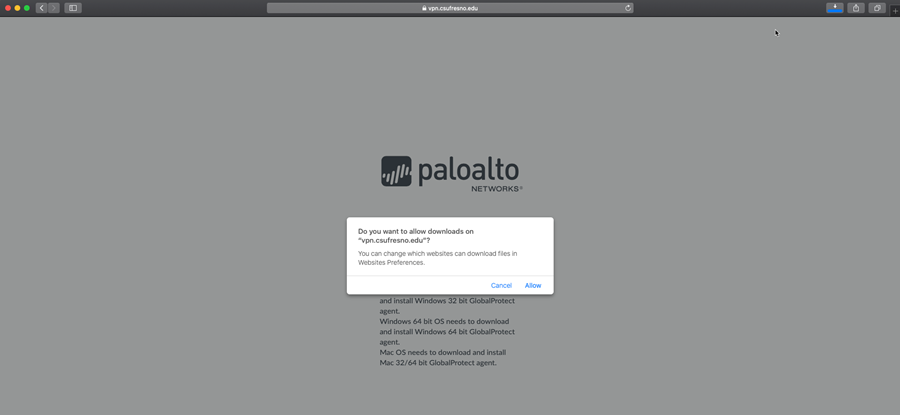 vpn.csufresno.edu
paloalto
NETWORKS®
Do you want to allow downloads on
“vpn.csufresno.edu”?
You can change which websites can download files in
Websites Preferences.
Cancel Allow
and install Windows 32 bit GlobalProtect
agent.
Windows 64 bit OS needs to download
and install Windows 64 bit GlobalProtect
agent.
Mac OS needs to download and install
Mac 32/64 bit GlobalProtect agent.